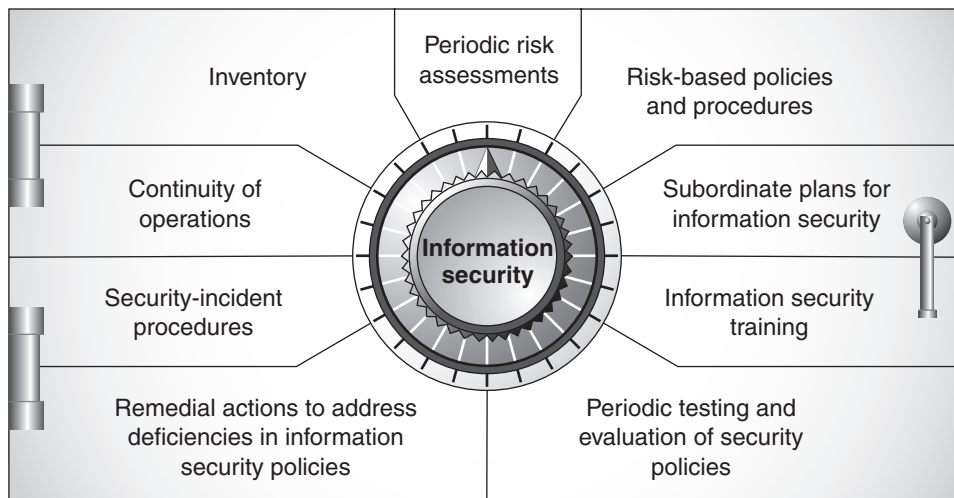 Periodic risk
assessments
Risk-based policies
and procedures
Subordinate plans for
information security
Information security
training
Periodic testing and
evaluation of security
policies
Remedial actions to address
deficiencies in information
security policies
Security-incident
procedures
Continuity of
operations
Inventory
Information
security